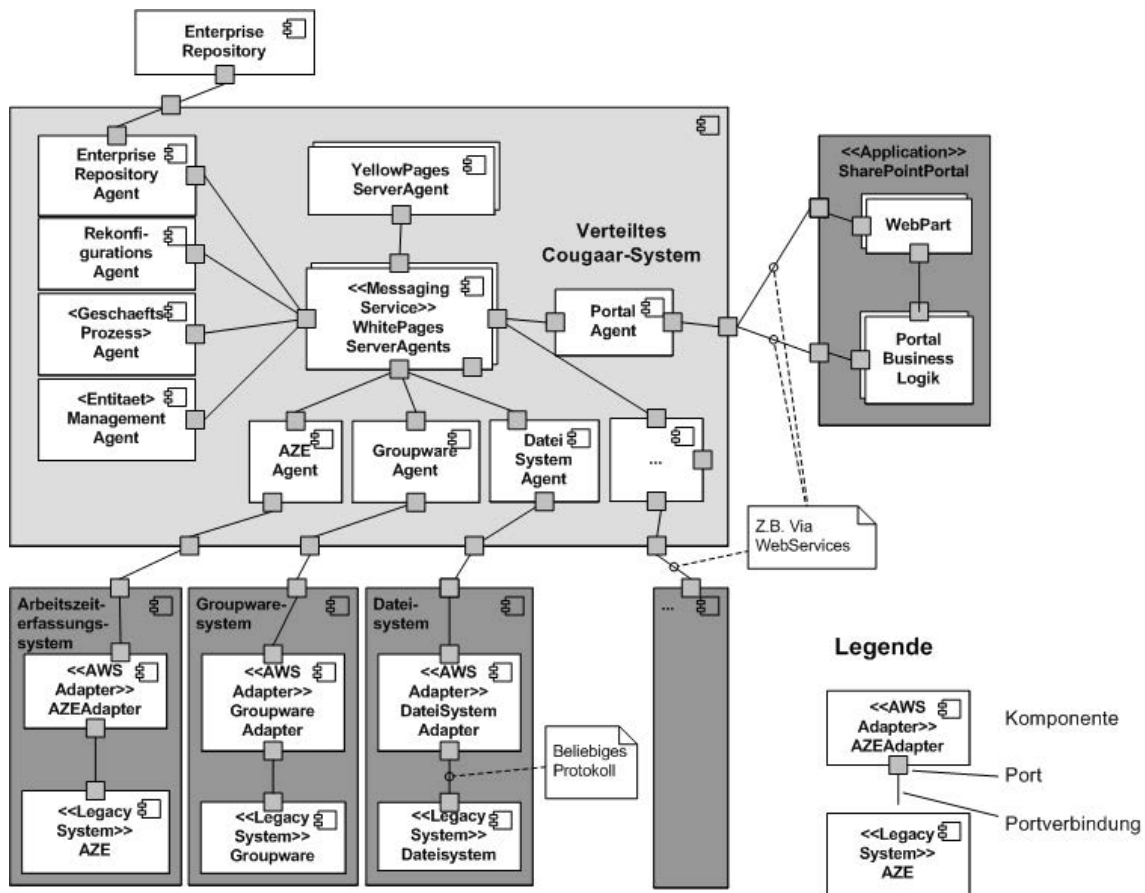 Enterprise
Repository
Enterprise
Repository
Agent
Rekonfi-
gurations
Agent
<Geschaefts
Prozess>
Agent
<Entitaet>
Management
Agent
YellowPages
ServerAgent
<<Messaging
Service>>
WhitePages
ServerAgents
Verteiltes
Cougaar-System
Portal
Agent
AZE
Agent
Groupware
Agent
Datei
System
Agent
...
<<Application>>
SharePointPortal
WebPart
Portal
Business
Logik
Z.B. Via
WebServices
Arbeitszeit
erfassungs-
system
<<AWS
Adapter>>
AZEAdapter
<<Legacy
System>>
AZE
Groupware-
system
<<AWS
Adapter>>
Groupware
Adapter
<<Legacy
System>>
Groupware
Datei-
system
<<AWS
Adapter>>
DateiSystem
Adapter
<<Legacy
System>>
Dateisystem
Beliebiges
Protokoll
...
Legende
<<AWS
Adapter>>
AZEAdapter
Komponente
Port
Portverbindung
<<Legacy
System>>
AZE